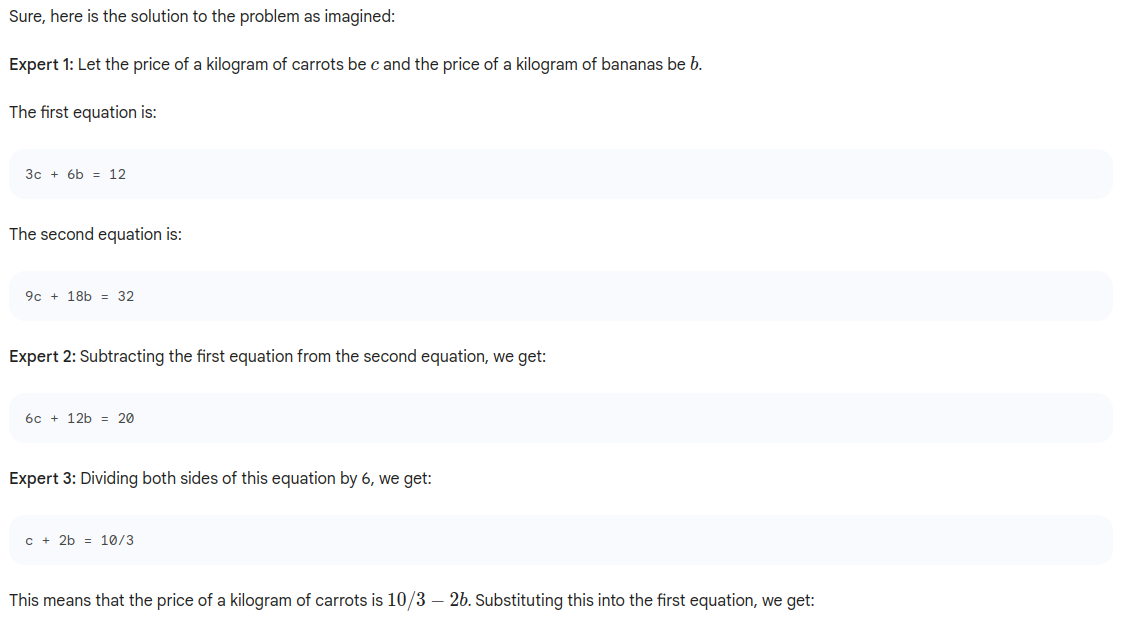 Sure, here is the solution to the problem as imagined:
Expert 1: Let the price of a kilogram of carrots be c and the price of a kilogram of bananas be b.
The first equation is:
3c + 6b = 12
The second equation is:
9c + 18b = 32
Expert 2: Subtracting the first equation from the second equation, we get:
6c + 12b = 20
Expert 3: Dividing both sides of this equation by 6, we get:
c + 2b = 10/3
This means that the price of a kilogram of carrots is 10/3 − 2b. Substituting this into the first equation, we get: